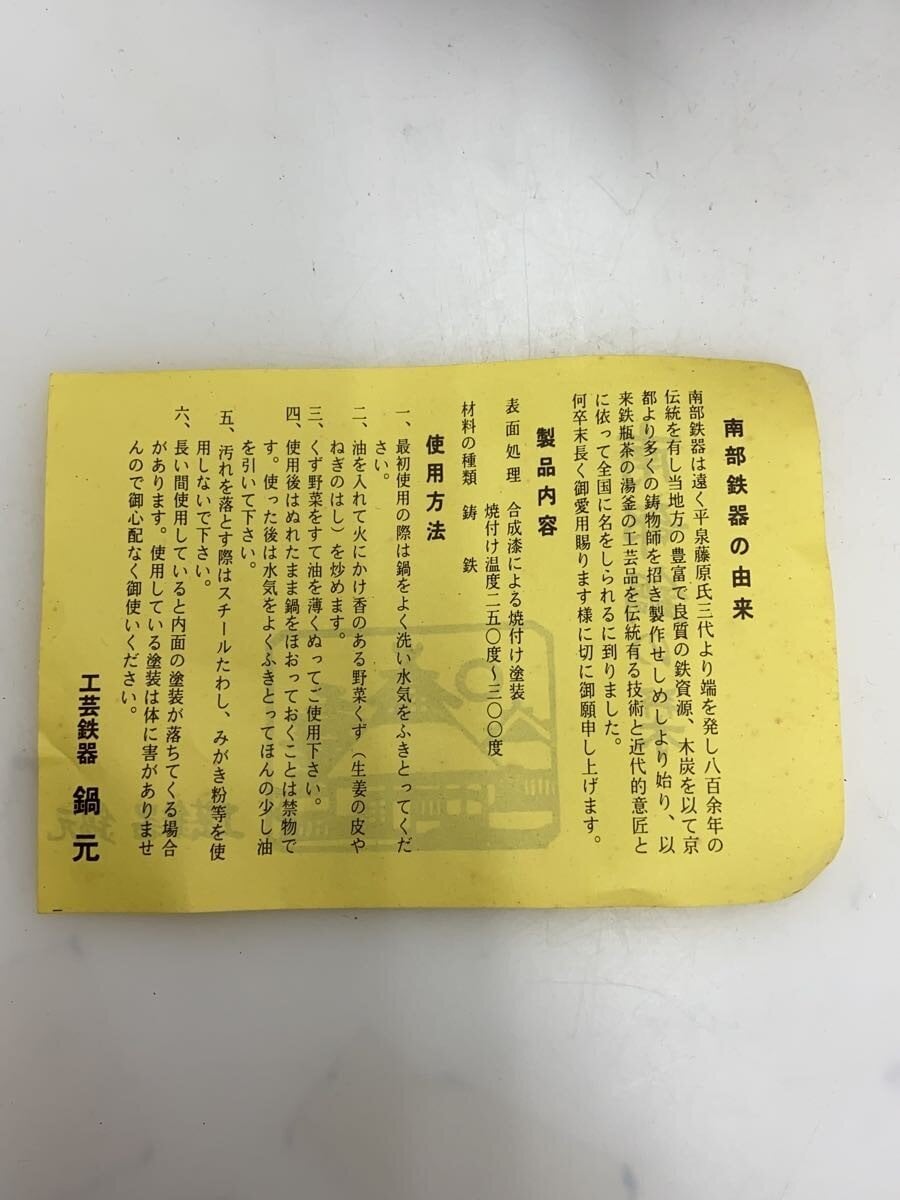 南部鉄器の由来
南部鉄器は遠く平泉藤原氏三代より端を発し八百余年の
伝統を有し当地方の豊富で良質の鉄資源、木炭を以て京
都より多くの鋳物師を招き製作せしめしより始り、以
来鉄瓶茶の湯釜の工芸品を伝統有る技術と近代的意匠と
に依って全国に名をしられるに到りました。
何卒末長く御愛用賜ります様に切に御願申し上げます。
製品内容
表面処理 合成漆による焼付け塗装
焼付け温度二五〇度～三〇〇度
材料の種類 鋳鉄
使用方法
一、最初使用の際は鍋をよく洗い水気をふきとってくだ
さい。
二、油を入れて火にかけ香のある野菜くず（生姜の皮や
ねぎのはし）を炒めます。
三、くず野菜をすて油を薄くぬってご使用下さい。
四、使用後はぬれたまま鍋をほおっておくことは禁物で
す。使った後は水気をよくふきとってほんの少し油
を引いて下さい。
五、汚れを落とす際はスチールたわし、みがき粉等を使
用しないで下さい。
六、長い間使用していると内面の塗装が落ちてくる場合
があります。使用している塗装は体に害がありませ
んので御心配なく御使いください。
工芸鉄器 鍋元